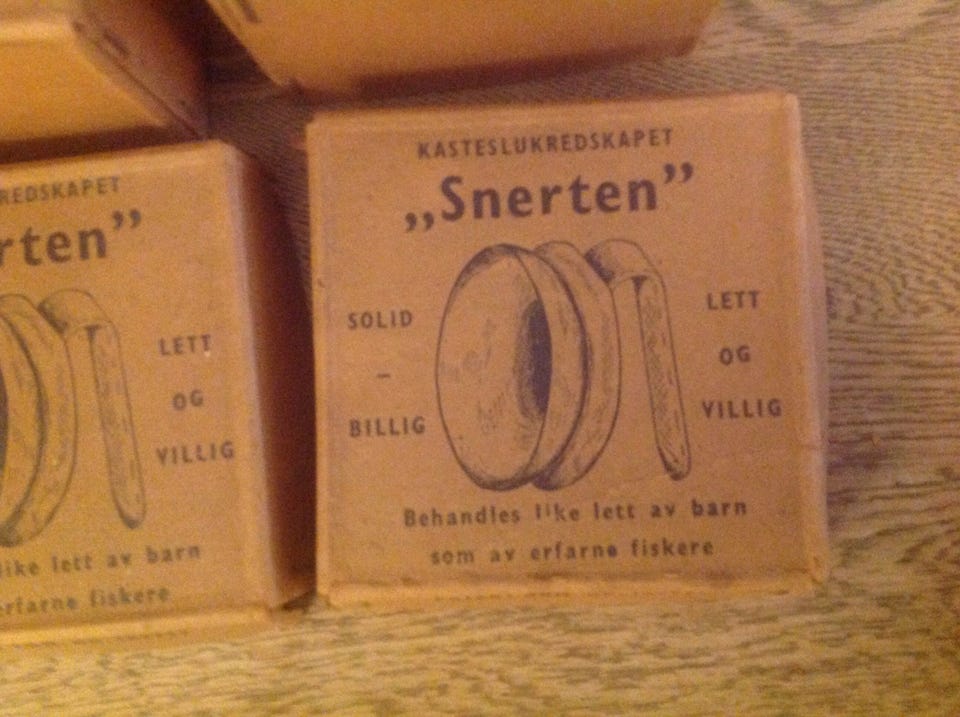 KASTESLUKREDSKAPET
„Snerten”
SOLID
–
BILLIG
LETT
OG
VILLIG
Behandles like lett av barn
som av erfarne fiskere
REDSKAPET
rten”
LETT
OG
VILLIG
like lett av barn
erfarne fiskere